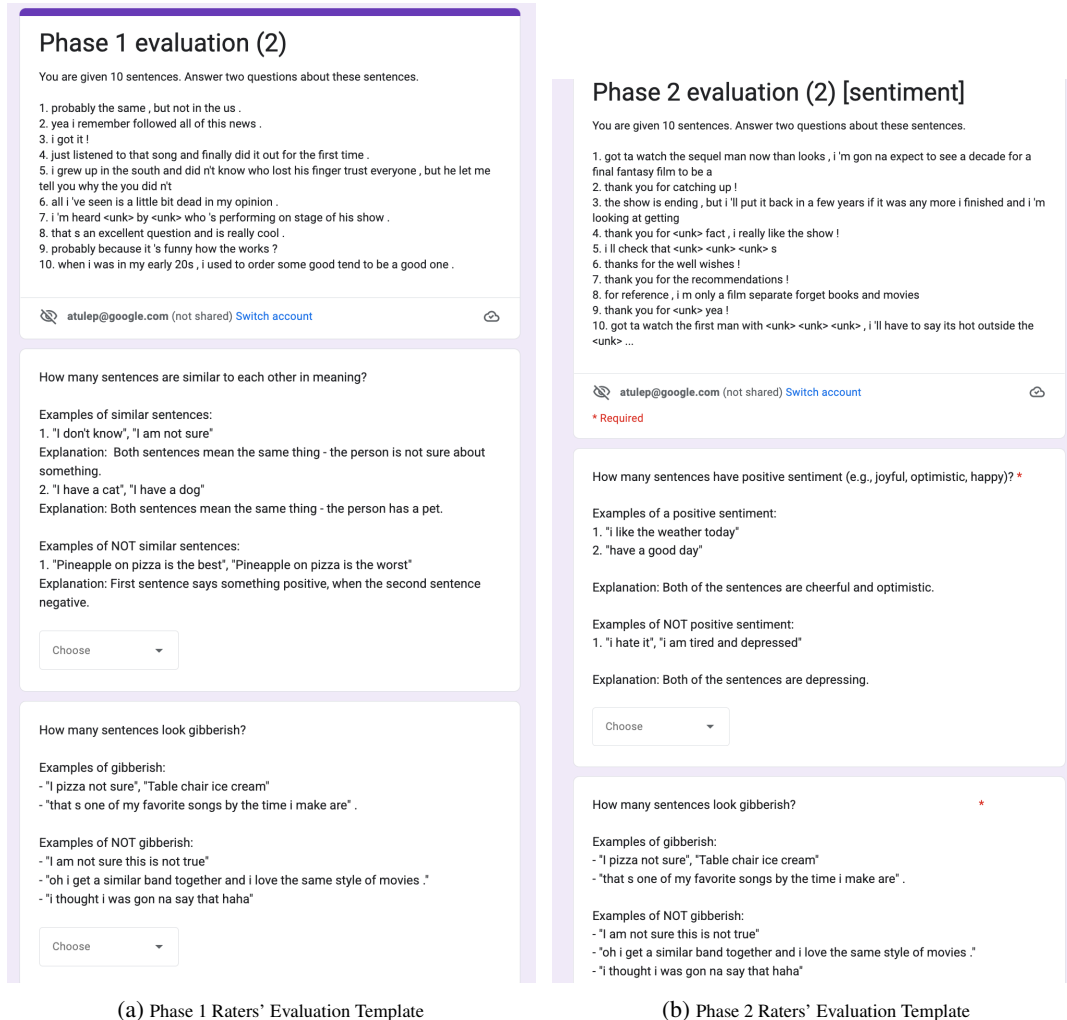 Phase 1 evaluation (2)
You are given 10 sentences. Answer two questions about these sentences.
1. probably the same , but not in the us .
2. yea i remember followed all of this news .
3. i got it !
4. just listened to that song and finally did it out for the first time .
5. i grew up in the south and did n't know who lost his finger trust everyone , but he let me
tell you why the you did n't
6. all i 've seen is a little bit dead in my opinion .
7. i 'm heard <unk> by <unk> who 's performing on stage of his show .
8. that s an excellent question and is really cool .
9. probably because it 's funny how the works ?
10. when i was in my early 20s , i used to order some good tend to be a good one .
atulep@google.com (not shared) Switch account
How many sentences are similar to each other in meaning?
Examples of similar sentences:
1. "I don't know", "I am not sure"
Explanation:  Both sentences mean the same thing - the person is not sure about
something.
2. "I have a cat", "I have a dog"
Explanation: Both sentences mean the same thing - the person has a pet.
Examples of NOT similar sentences:
1. "Pineapple on pizza is the best", "Pineapple on pizza is the worst"
Explanation: First sentence says something positive, when the second sentence
negative.
Choose
How many sentences look gibberish?
Examples of gibberish:
- "I pizza not sure", "Table chair ice cream"
- "that s one of my favorite songs by the time i make are" .
Examples of NOT gibberish:
- "I am not sure this is not true"
- "oh i get a similar band together and i love the same style of movies ."
- "i thought i was gon na say that haha"
Choose
(a) Phase 1 Raters' Evaluation Template
Phase 2 evaluation (2) [sentiment]
You are given 10 sentences. Answer two questions about these sentences.
1. got ta watch the sequel man now than looks , i 'm gon na expect to see a decade for a
final fantasy film to be a
2. thank you for catching up !
3. the show is ending , but i 'll put it back in a few years if it was any more i finished and i 'm
looking at getting
4. thank you for <unk> fact , i really like the show !
5. i ll check that <unk> <unk> <unk> s
6. thanks for the well wishes !
7. thank you for the recommendations !
8. for reference , i m only a film separate forget books and movies
9. thank you for <unk> yea !
10. got ta watch the first man with <unk> <unk> <unk> , i 'll have to say its hot outside the
<unk> ...
atulep@google.com (not shared) Switch account
* Required
How many sentences have positive sentiment (e.g., joyful, optimistic, happy)? *
Examples of a positive sentiment:
1. "i like the weather today"
2. "have a good day"
Explanation: Both of the sentences are cheerful and optimistic.
Examples of NOT positive sentiment:
1. "i hate it", "i am tired and depressed"
Explanation: Both of the sentences are depressing.
Choose
How many sentences look gibberish? *
Examples of gibberish:
- "I pizza not sure", "Table chair ice cream"
- "that s one of my favorite songs by the time i make are" .
Examples of NOT gibberish:
- "I am not sure this is not true"
- "oh i get a similar band together and i love the same style of movies ."
- "i thought i was gon na say that haha"
(b) Phase 2 Raters' Evaluation Template